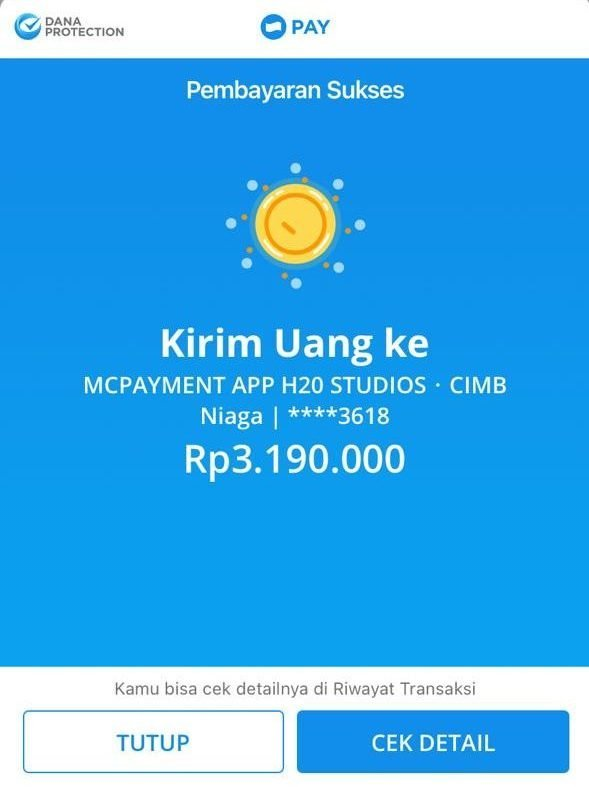 DANA
PROTECTION
PAY
Pembayaran Sukses
Kirim Uang ke
MCPAYMENT APP H20 STUDIOS · CIMB
Niaga | ****3618
Rp3.190.000
Kamu bisa cek detailnya di Riwayat Transaksi
TUTUP
CEK DETAIL